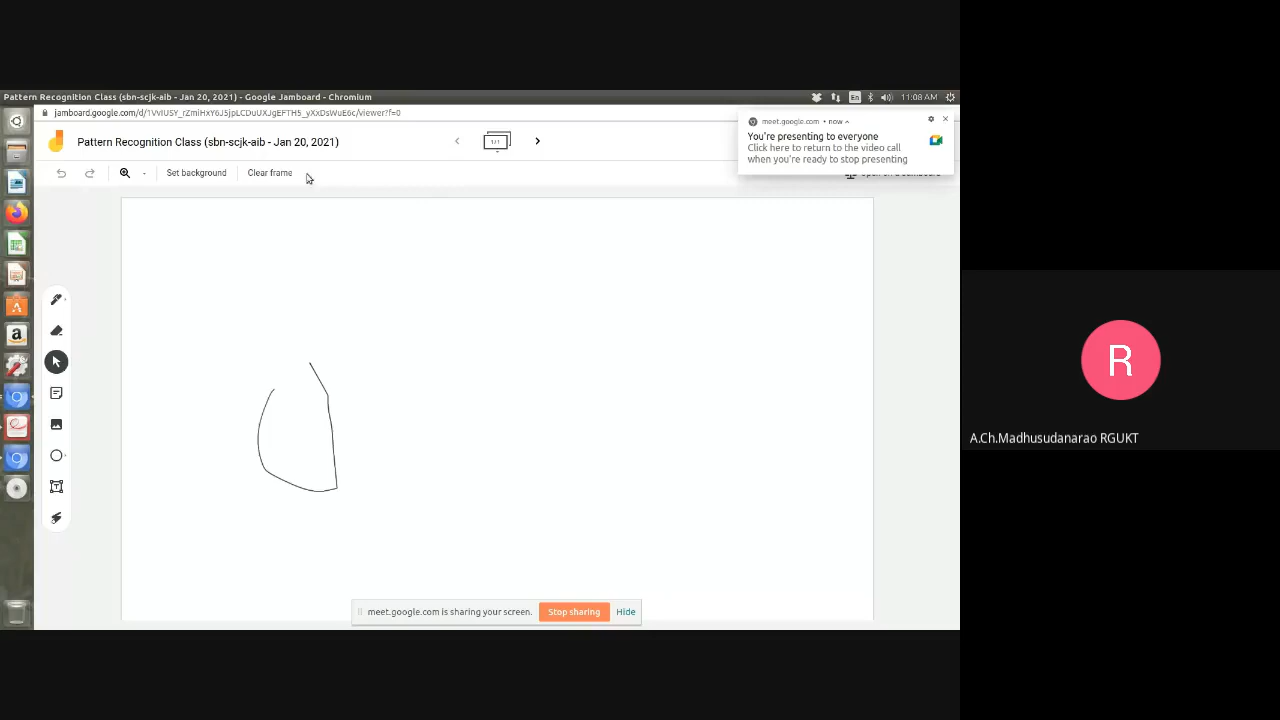 Pattern Recognition Class (sbn-scjk-aib - Jan 20, 2021) - Google Jamboard - Chromium
En
11:08 AM
meet.google.com • now
You're presenting to everyone
Click here to return to the video call
when you're ready to stop presenting
Pattern Recognition Class (sbn-scjk-aib - Jan 20, 2021)
1/1
Set background
Clear frame
R
A.Ch.Madhusudanarao RGUKT
meet.google.com is sharing your screen.
Stop sharing
Hide